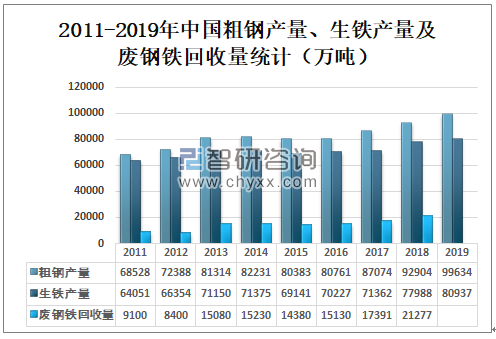 2011-2019年中国粗钢产量、生铁产量及
废钢铁回收量统计（万吨）
120000
100000
80000
60000
40000
20000
0
智研咨询
www.chyxx.com
2011 2012 2013 2014 2015 2016 2017 2018 2019
粗钢产量 68528 72388 81314 82231 80383 80761 87074 92904 99634
生铁产量 64051 66354 71150 71375 69141 70227 71362 77988 80937
废钢铁回收量 9100 8400 15080 15230 14380 15130 17391 21277